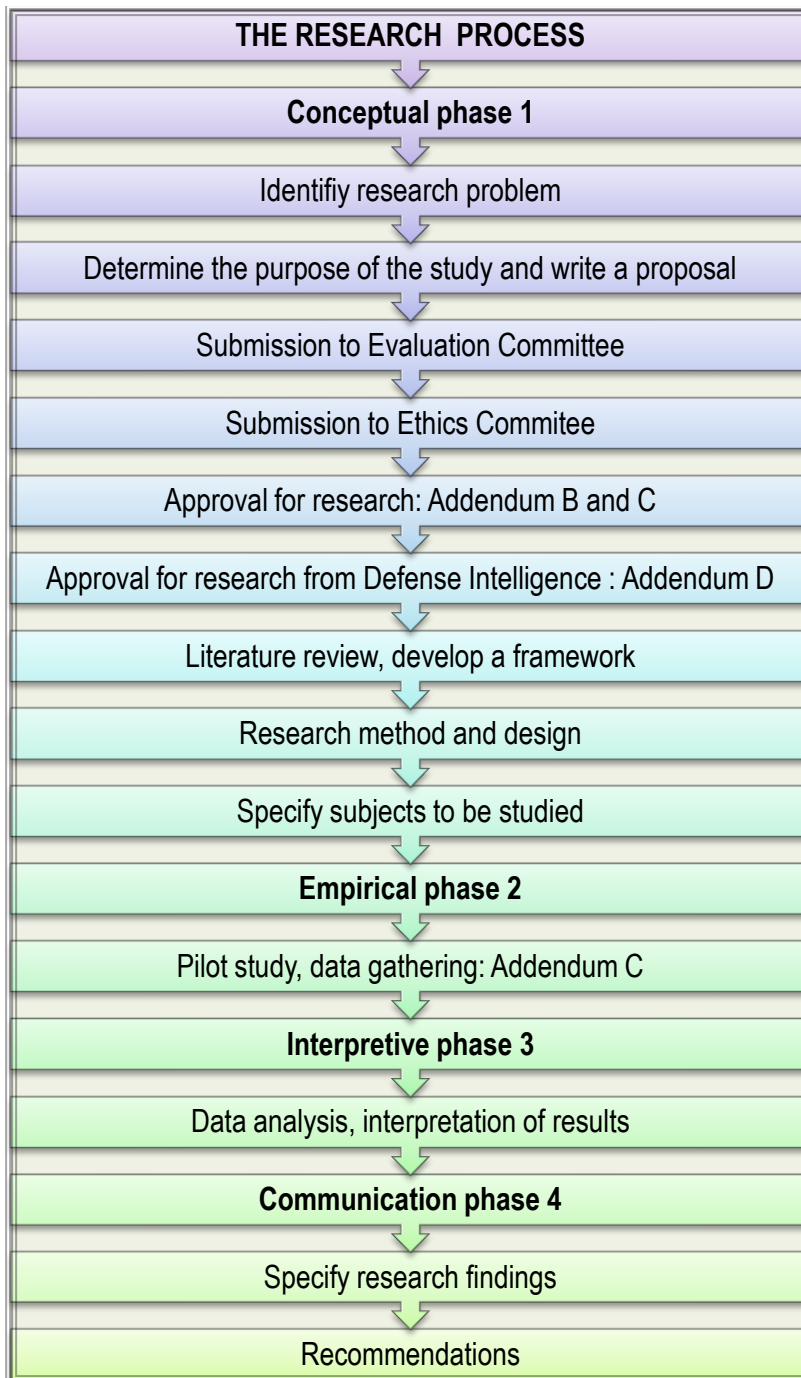 THE RESEARCH PROCESS
Conceptual phase 1
Identifiy research problem
Determine the purpose of the study and write a proposal
Submission to Evaluation Committee
Submission to Ethics Commitee
Approval for research: Addendum B and C
Approval for research from Defense Intelligence : Addendum D
Literature review, develop a framework
Research method and design
Specify subjects to be studied
Empirical phase 2
Pilot study, data gathering: Addendum C
Interpretive phase 3
Data analysis, interpretation of results
Communication phase 4
Specify research findings
Recommendations